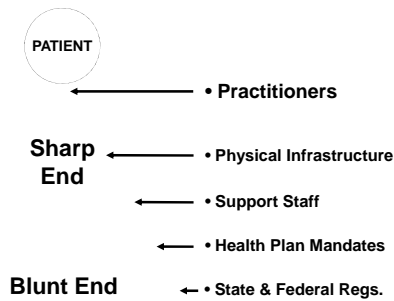 PATIENT
• Practitioners
Sharp
End
• Physical Infrastructure
• Support Staff
• Health Plan Mandates
Blunt End
• State & Federal Regs.